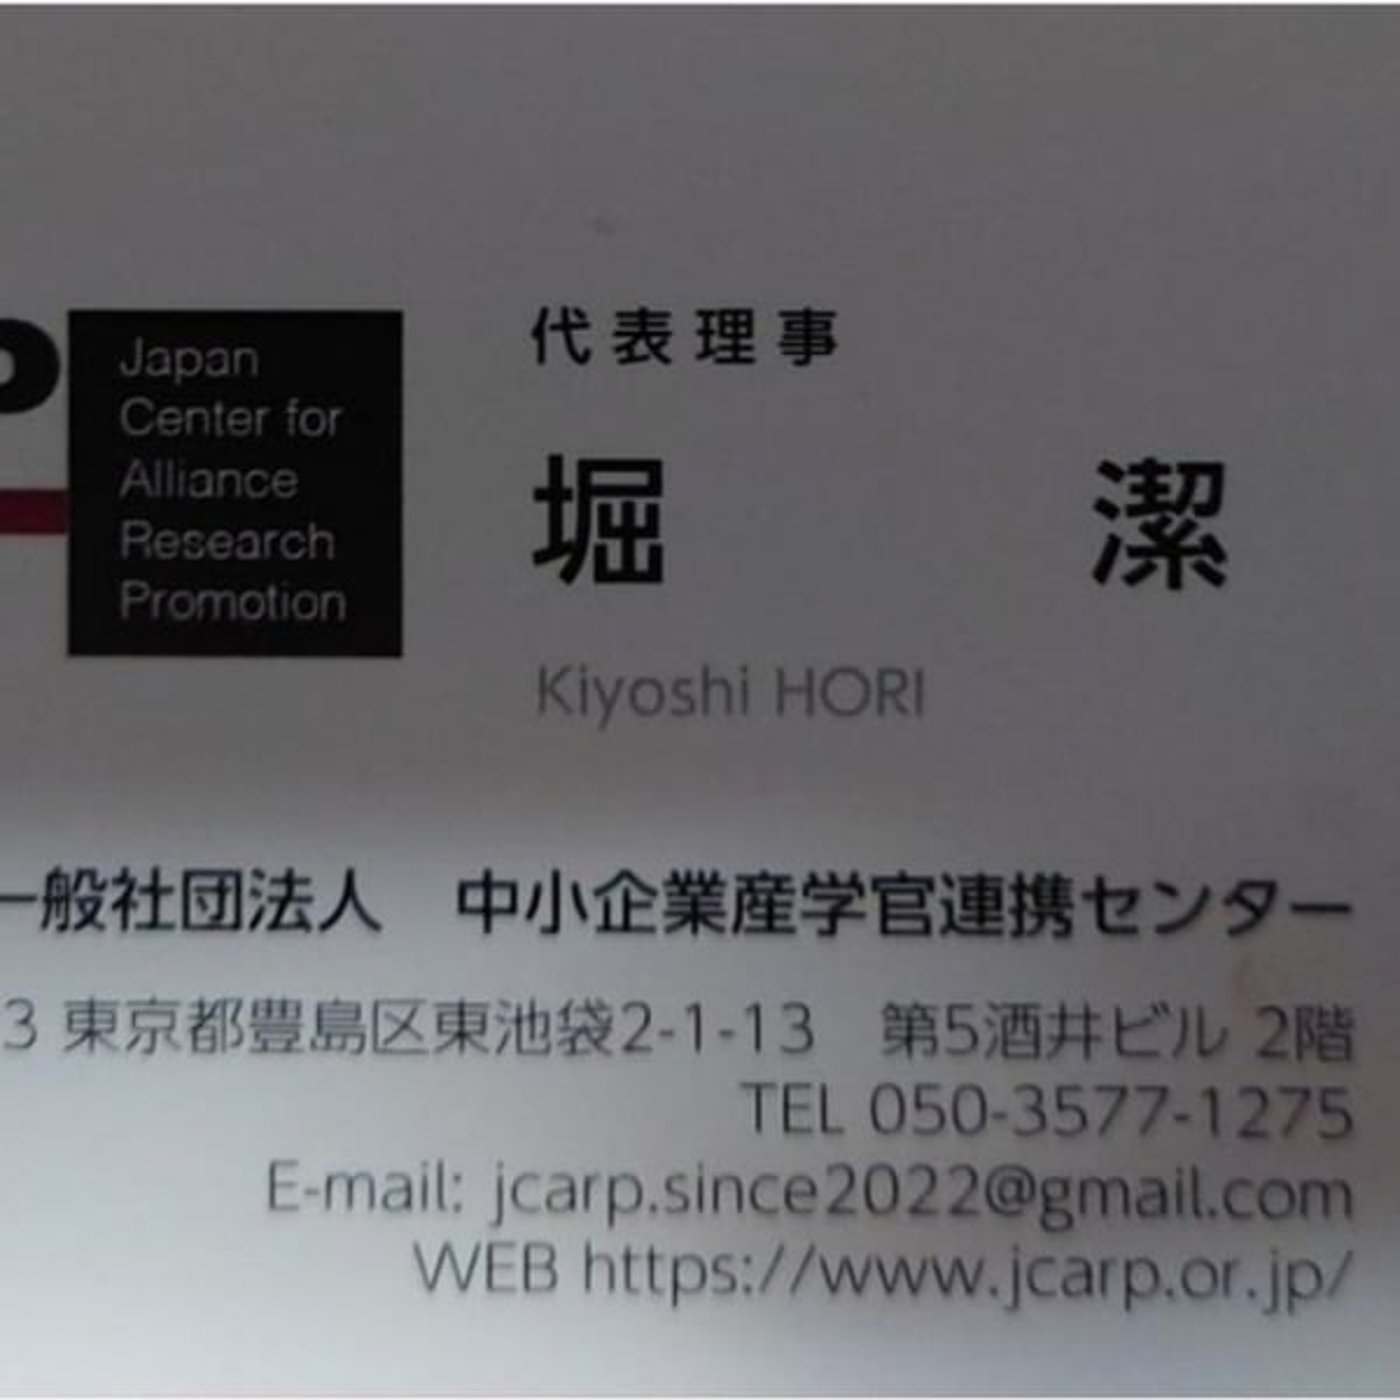 P
Japan
Center for
Alliance
Research
Promotion
代表理事
堀 潔
Kiyoshi HORI
一般社団法人　中小企業産学官連携センター
3 東京都豊島区東池袋2-1-13　第5酒井ビル 2階
TEL 050-3577-1275
E-mail: jcarp.since2022@gmail.com
WEB https://www.jcarp.or.jp/